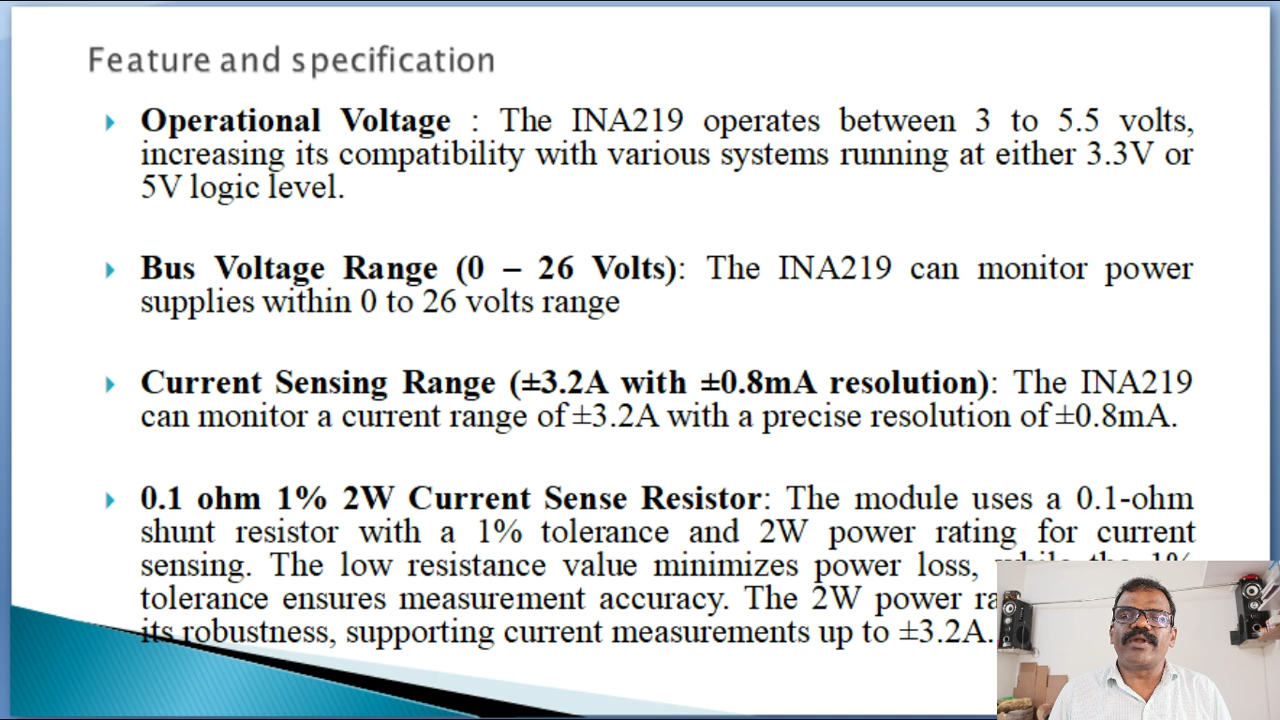 Feature and specification
Operational Voltage : The INA219 operates between 3 to 5.5 volts,
increasing its compatibility with various systems running at either 3.3V or
5V logic level.
Bus Voltage Range (0 – 26 Volts): The INA219 can monitor power
supplies within 0 to 26 volts range
Current Sensing Range (±3.2A with ±0.8mA resolution): The INA219
can monitor a current range of ±3.2A with a precise resolution of ±0.8mA.
0.1 ohm 1% 2W Current Sense Resistor: The module uses a 0.1-ohm
shunt resistor with a 1% tolerance and 2W power rating for current
sensing. The low resistance value minimizes power loss, while the 1%
tolerance ensures measurement accuracy. The 2W power
its robustness, supporting current measurements up to ±3.2A.